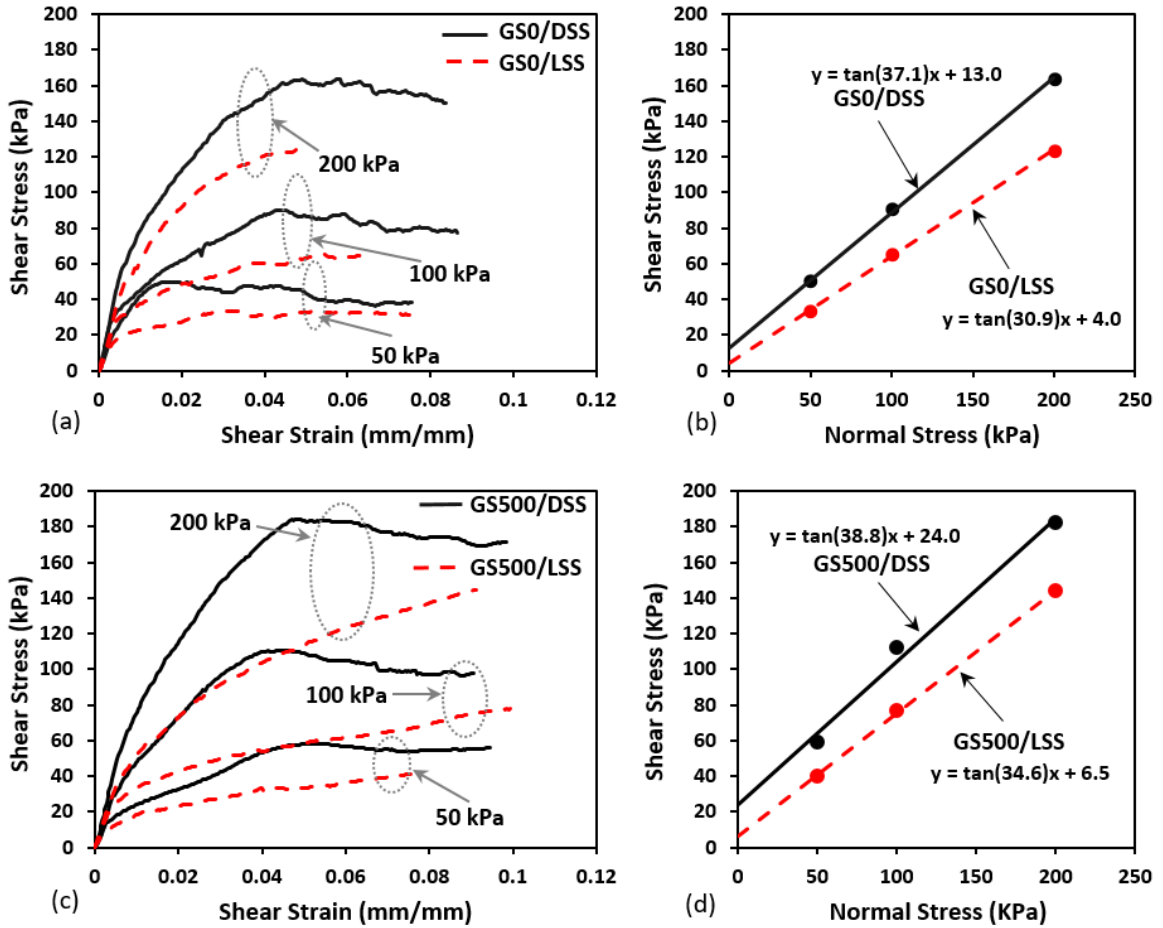 200
180
160
140
120
100
80
60
40
20
0
Shear Stress (kPa)
GS0/DSS
GS0/LSS
200 kPa
100 kPa
50 kPa
0 0.02 0.04 0.06 0.08 0.1 0.12
(a)
Shear Strain (mm/mm)
200
180
160
140
120
100
80
60
40
20
0
Shear Stress (kPa)
y = tan(37.1)x + 13.0
GS0/DSS
GS0/LSS
y = tan(30.9)x + 4.0
0 50 100 150 200 250
(b)
Normal Stress (kPa)
200
180
160
140
120
100
80
60
40
20
0
Shear Stress (kPa)
GS500/DSS
200 kPa
GS500/LSS
100 kPa
50 kPa
0 0.02 0.04 0.06 0.08 0.1 0.12
(c)
Shear Strain (mm/mm)
200
180
160
140
120
100
80
60
40
20
0
Shear Stress (KPa)
y = tan(38.8)x + 24.0
GS500/DSS
GS500/LSS
y = tan(34.6)x + 6.5
0 50 100 150 200 250
(d)
Normal Stress (KPa)